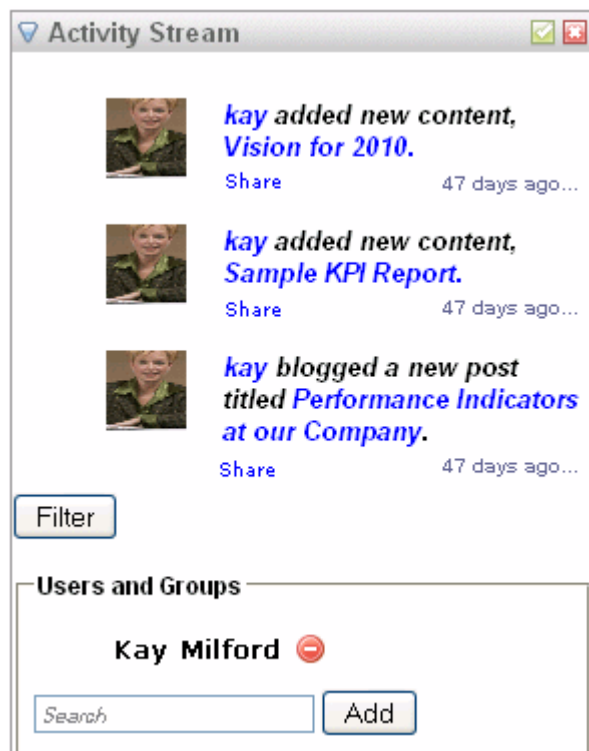 Activity Stream
kay added new content,
Vision for 2010.
Share 47 days ago...
kay added new content,
Sample KPI Report.
Share 47 days ago...
kay blogged a new post
titled Performance Indicators
at our Company.
Share 47 days ago...
Filter
Users and Groups
Kay Milford
Search Add